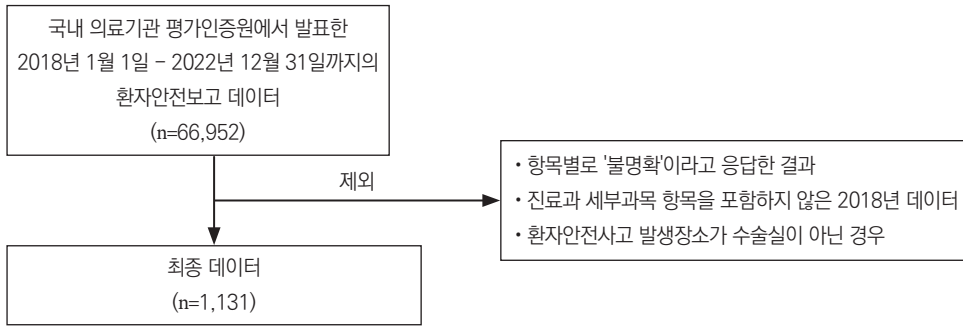 국내 의료기관 평가인증원에서 발표한
2018년 1월 1일 - 2022년 12월 31일까지의
환자안전보고 데이터
(n=66,952)
제외
• 항목별로 '불명확'이라고 응답한 결과
• 진료과 세부과목 항목을 포함하지 않은 2018년 데이터
• 환자안전사고 발생장소가 수술실이 아닌 경우
최종 데이터
(n=1,131)